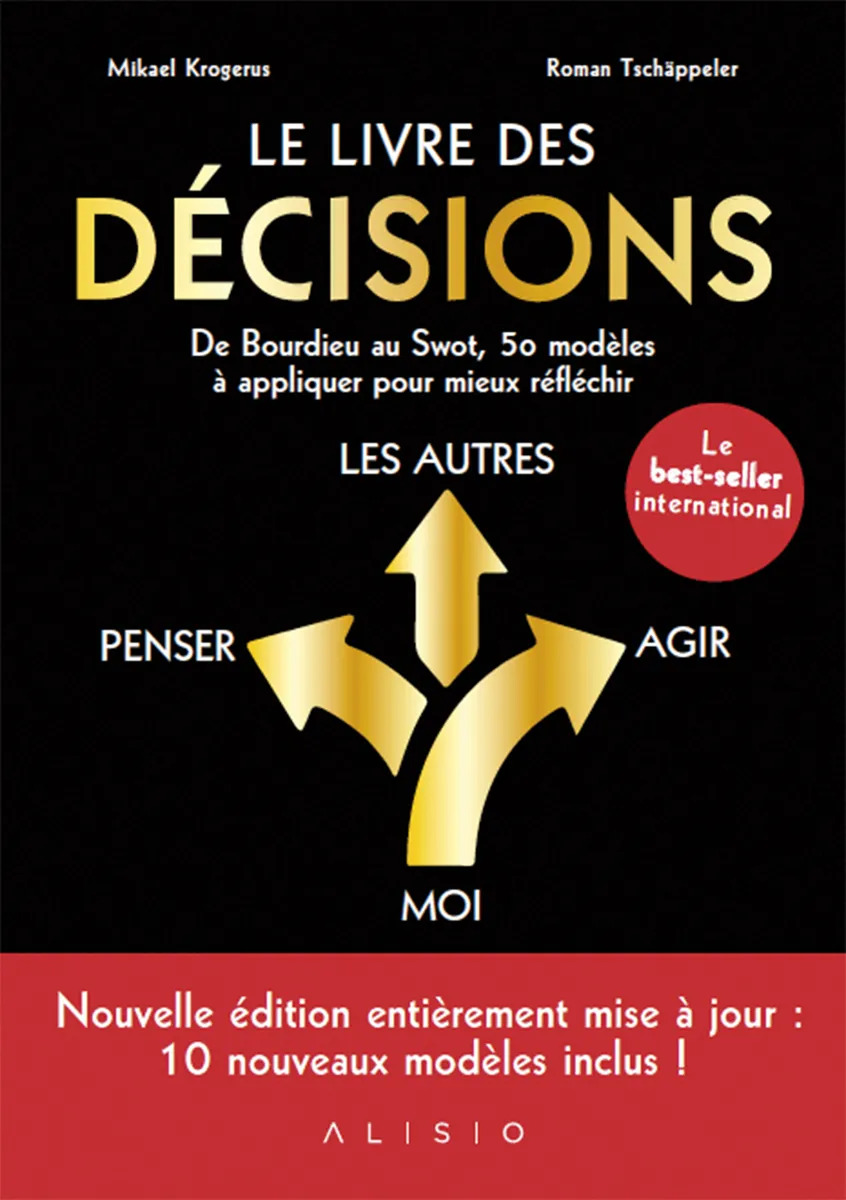 Mikael Krogerus
Roman Tschäppeler
LE LIVRE DES
DÉCISIONS
De Bourdieu au Swot, 50 modèles
à appliquer pour mieux réfléchir
Le
best-seller
international
LES AUTRES
PENSER
AGIR
MOI
Nouvelle édition entièrement mise à jour :
10 nouveaux modèles inclus !
ALISIO